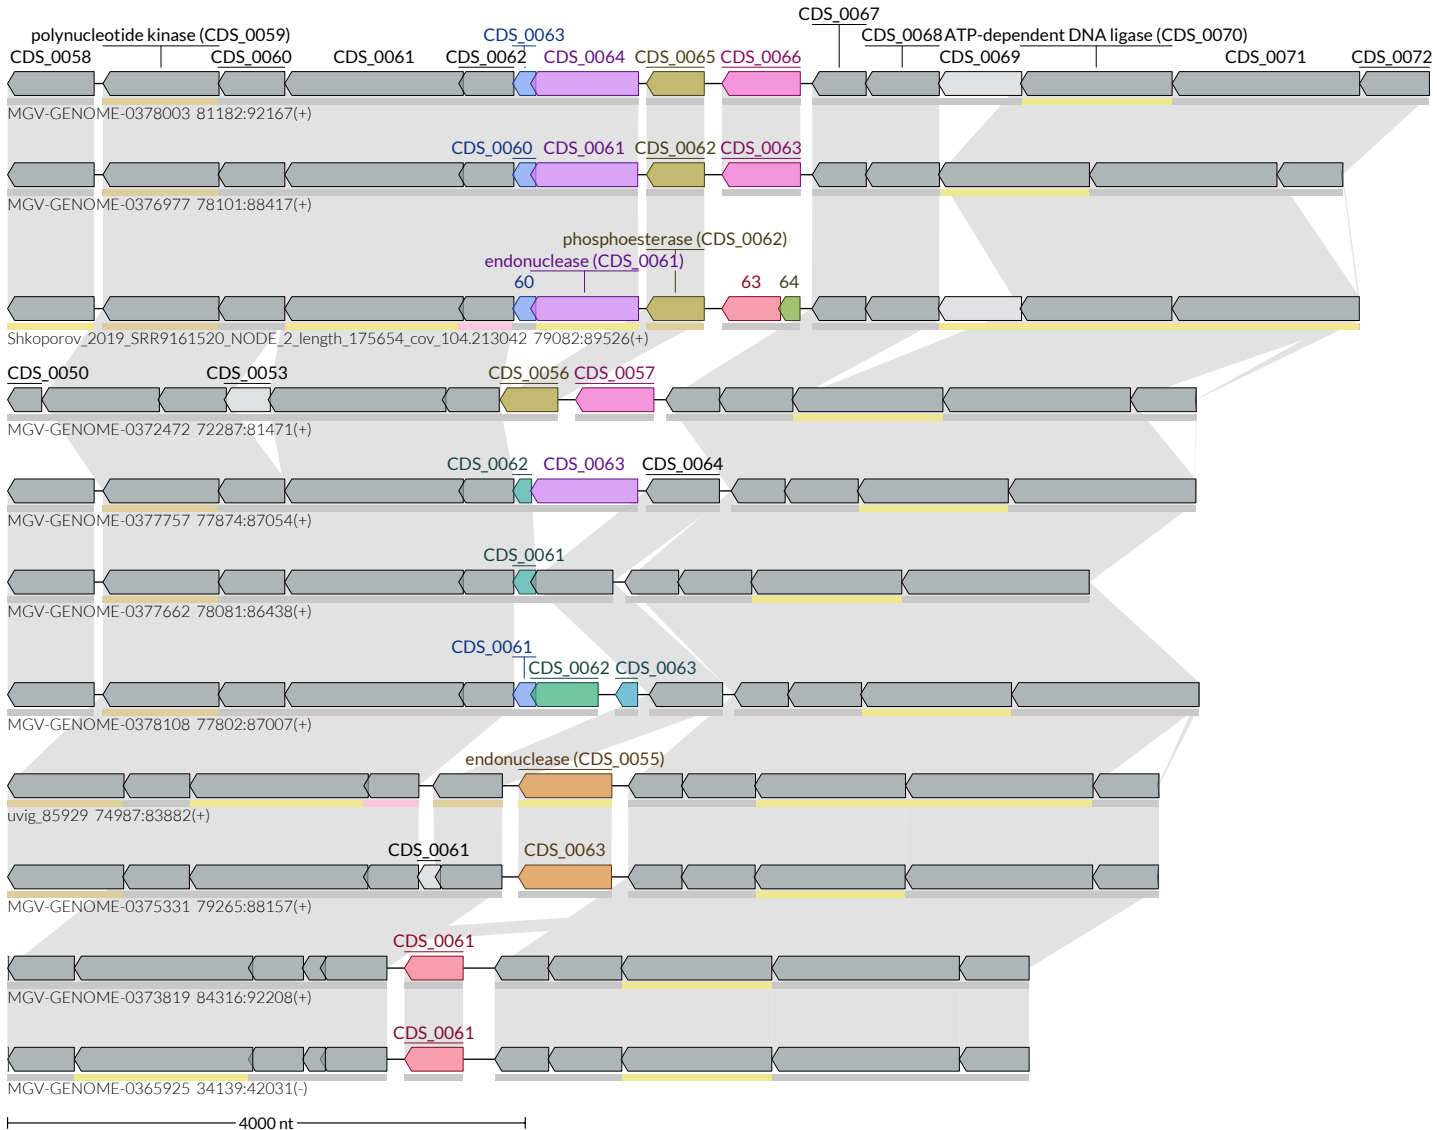 CDS_0067
polynucleotide kinase (CDS_0059) CDS_0063 CDS_0068 ATP-dependent DNA ligase (CDS_0070)
CDS_0058 CDS_0060 CDS_0061 CDS_0062 CDS_0064 CDS_0065 CDS_0066 CDS_0069 CDS_0071 CDS_0072
MGV-GENOME-0378003 81182:92167(+)
CDS_0060 CDS_0061 CDS_0062 CDS_0063
MGV-GENOME-0376977 78101:88417(+)
phosphoesterase (CDS_0062)
endonuclease (CDS_0061)
60 63 64
Shkoporov_2019_SRR9161520_NODE_2_length_175654_cov_104.213042 79082:89526(+)
CDS_0050 CDS_0053 CDS_0056 CDS_0057
MGV-GENOME-0372472 72287:81471(+)
CDS_0062 CDS_0063 CDS_0064
MGV-GENOME-0377757 77874:87054(+)
CDS_0061
MGV-GENOME-0377662 78081:86438(+)
CDS_0061
CDS_0062 CDS_0063
MGV-GENOME-0378108 77802:87007(+)
endonuclease (CDS_0055)
uvig_85929 74987:83882(+)
CDS_0061 CDS_0063
MGV-GENOME-0375331 79265:88157(+)
CDS_0061
MGV-GENOME-0373819 84316:92208(+)
CDS_0061
MGV-GENOME-0365925 34139:42031(-)
4000 nt